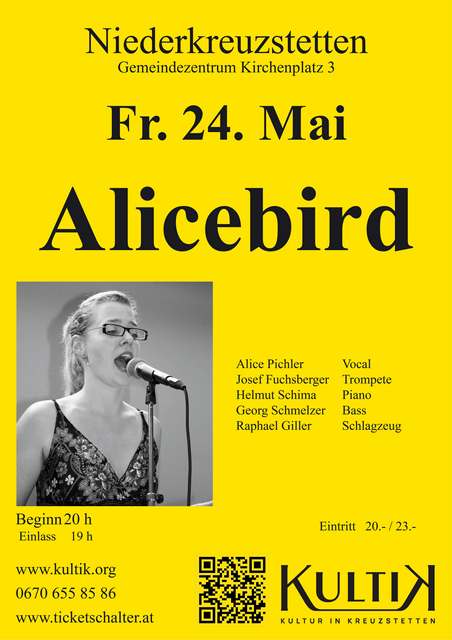 Niederkreuzstetten
Gemeindezentrum Kirchenplatz 3
Fr. 24. Mai
Alicebird
Alice Pichler Vocal
Josef Fuchsberger Trompete
Helmut Schima Piano
Georg Schmelzer Bass
Raphael Giller Schlagzeug
Beginn 20 h
Einlass 19 h
Eintritt 20.- / 23.-
www.kultik.org
0670 655 85 86
www.ticketschalter.at
KULTIK
KULTUR IN KREUZSTETTEN